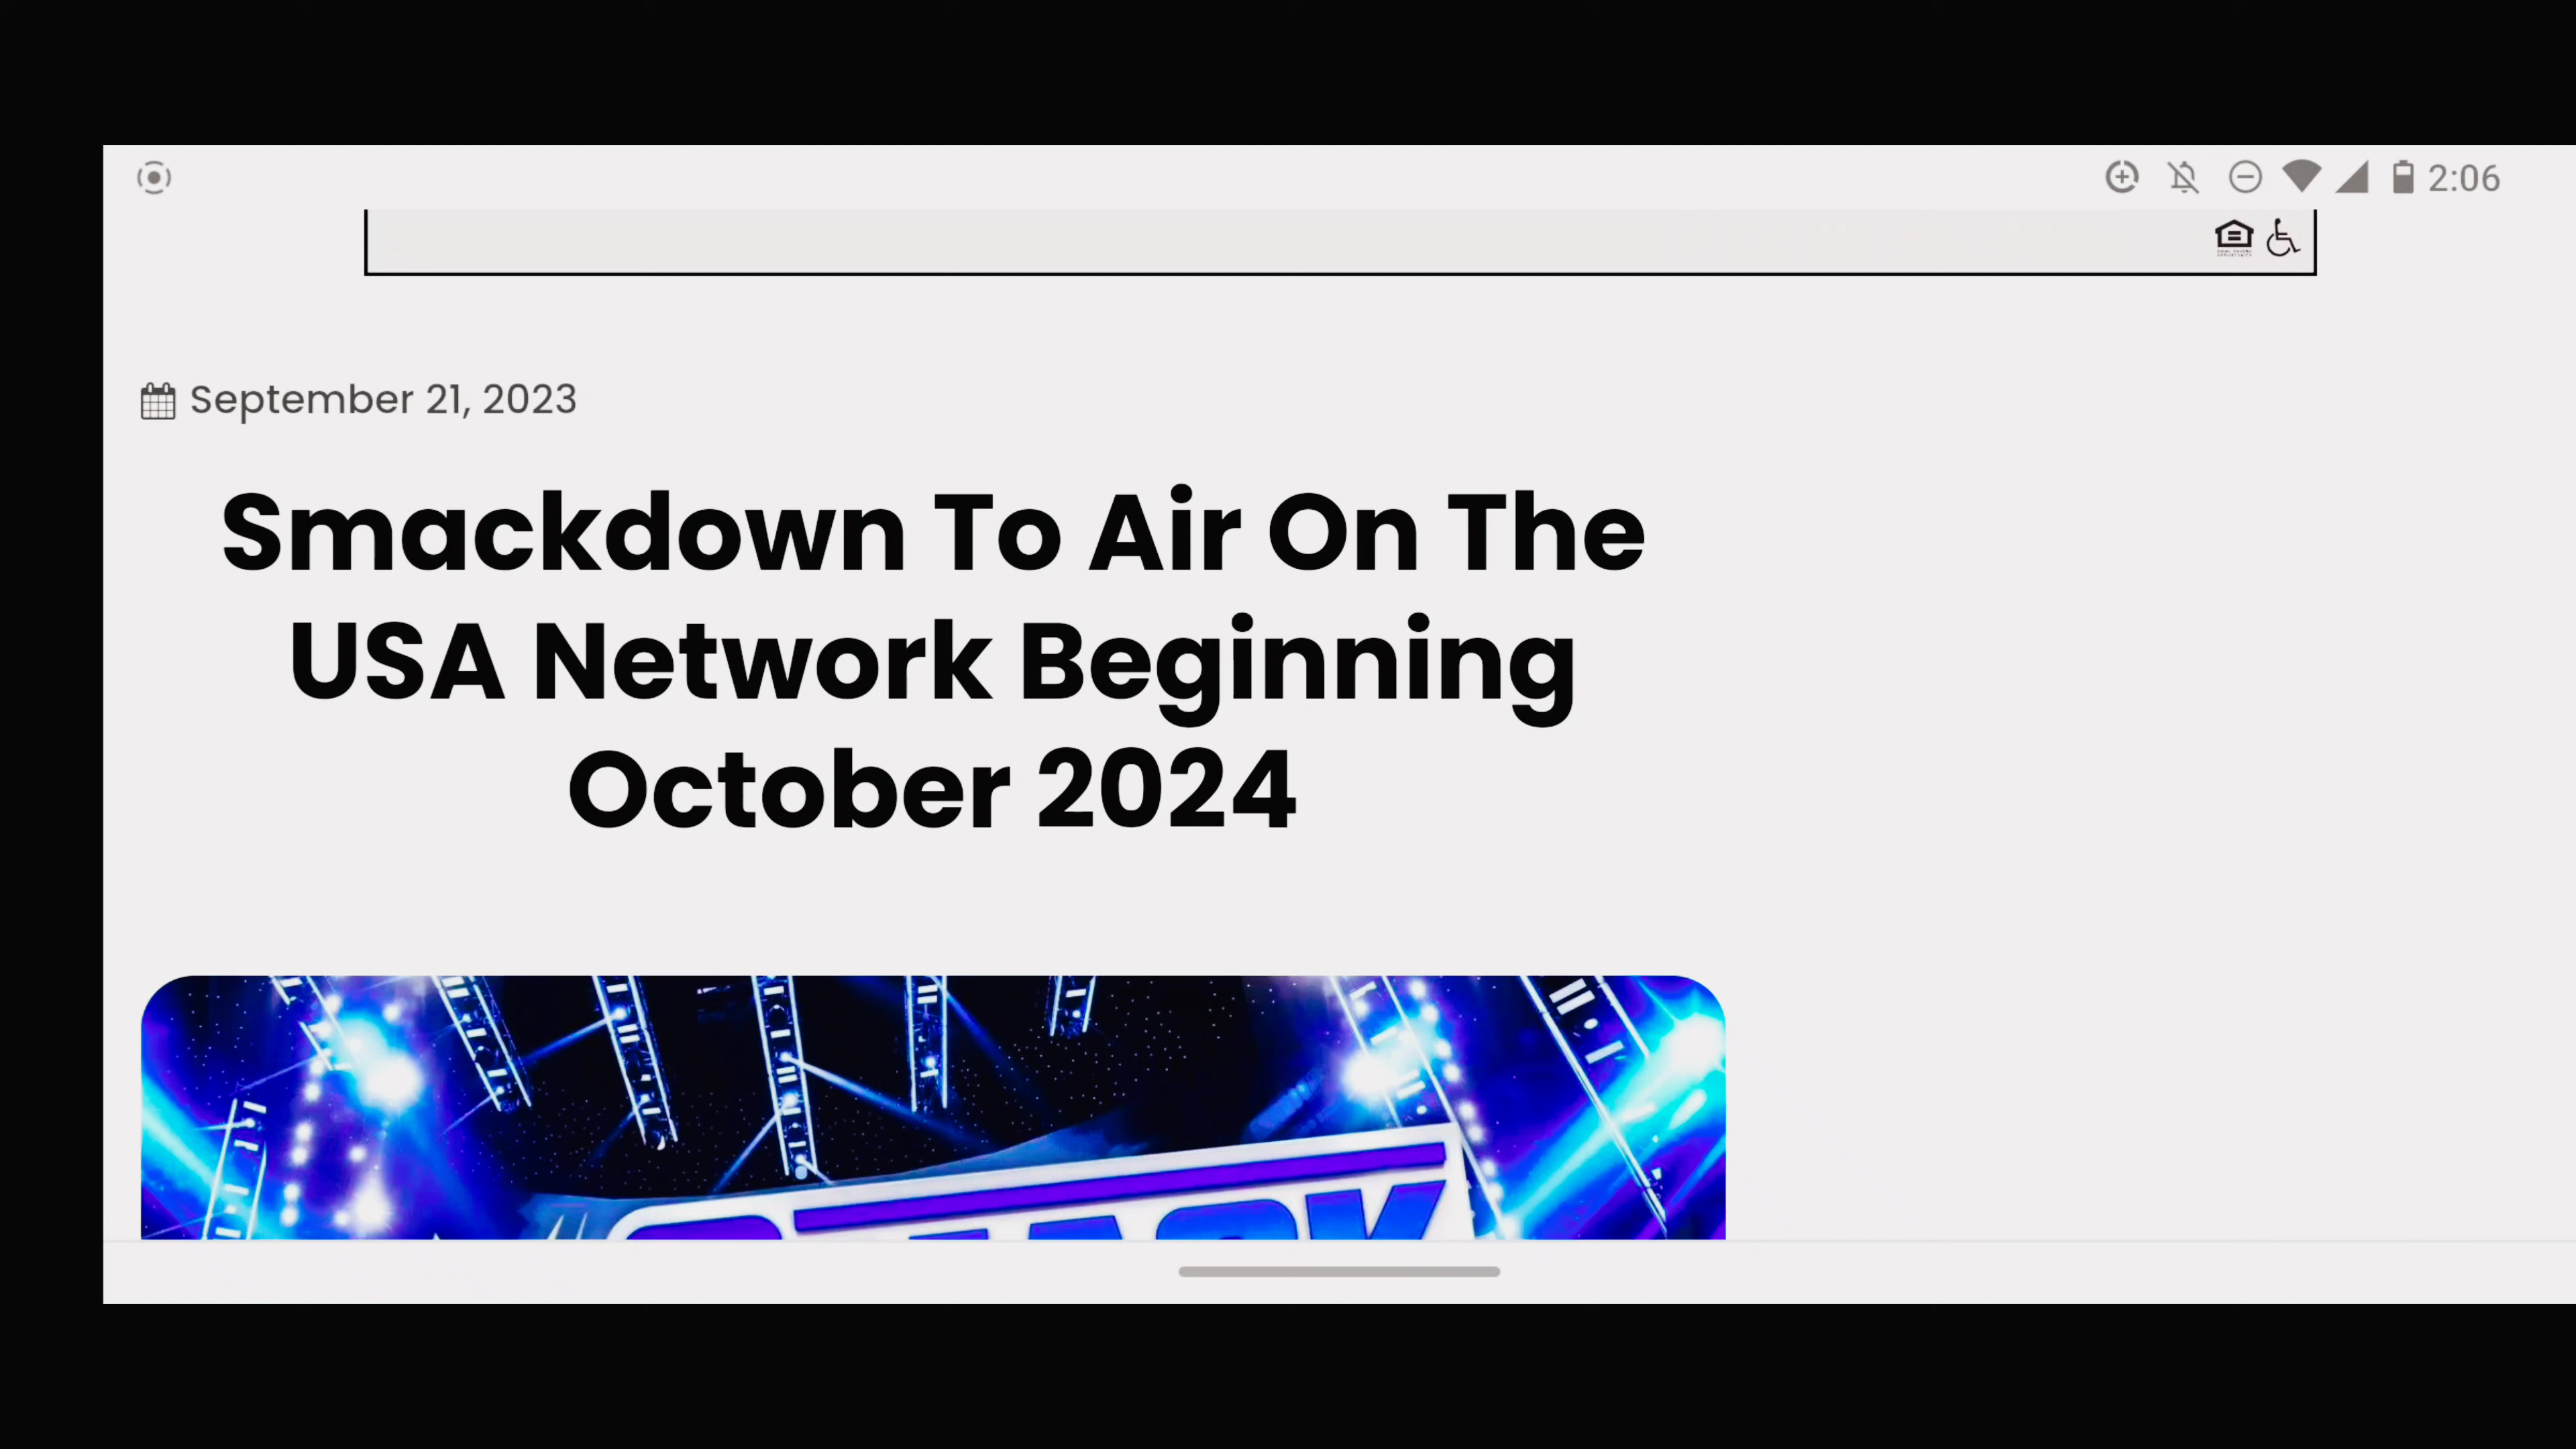 2:06
September 21, 2023
Smackdown To Air On The
USA Network Beginning
October 2024